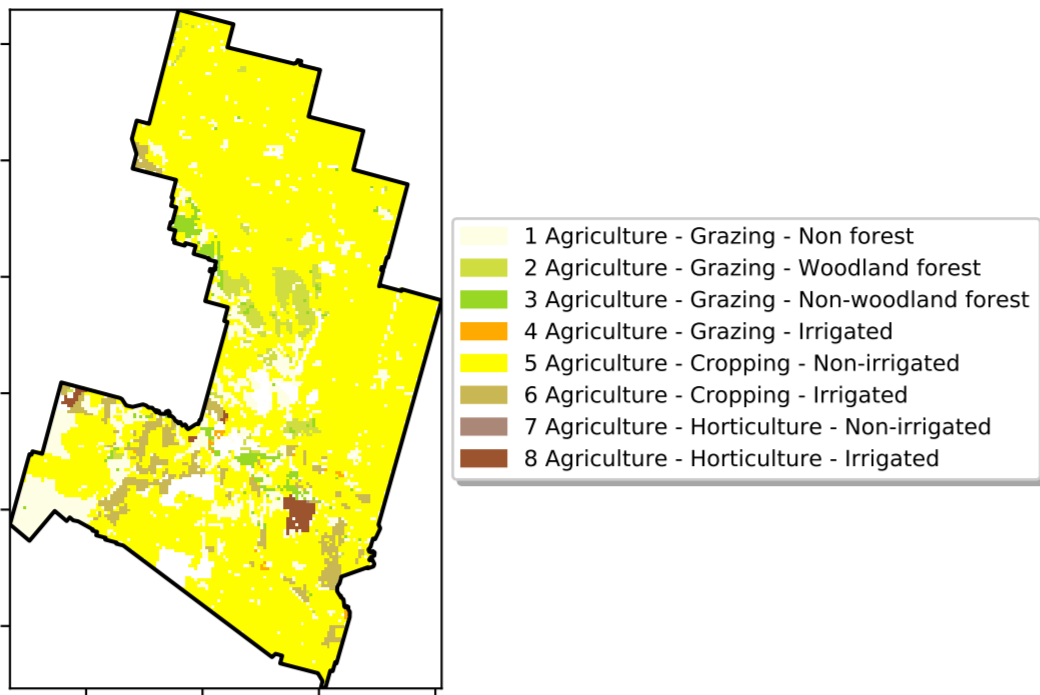 1 Agriculture - Grazing - Non forest
2 Agriculture - Grazing - Woodland forest
3 Agriculture - Grazing - Non-woodland forest
4 Agriculture - Grazing - Irrigated
5 Agriculture - Cropping - Non-irrigated
6 Agriculture - Cropping - Irrigated
7 Agriculture - Horticulture - Non-irrigated
8 Agriculture - Horticulture - Irrigated